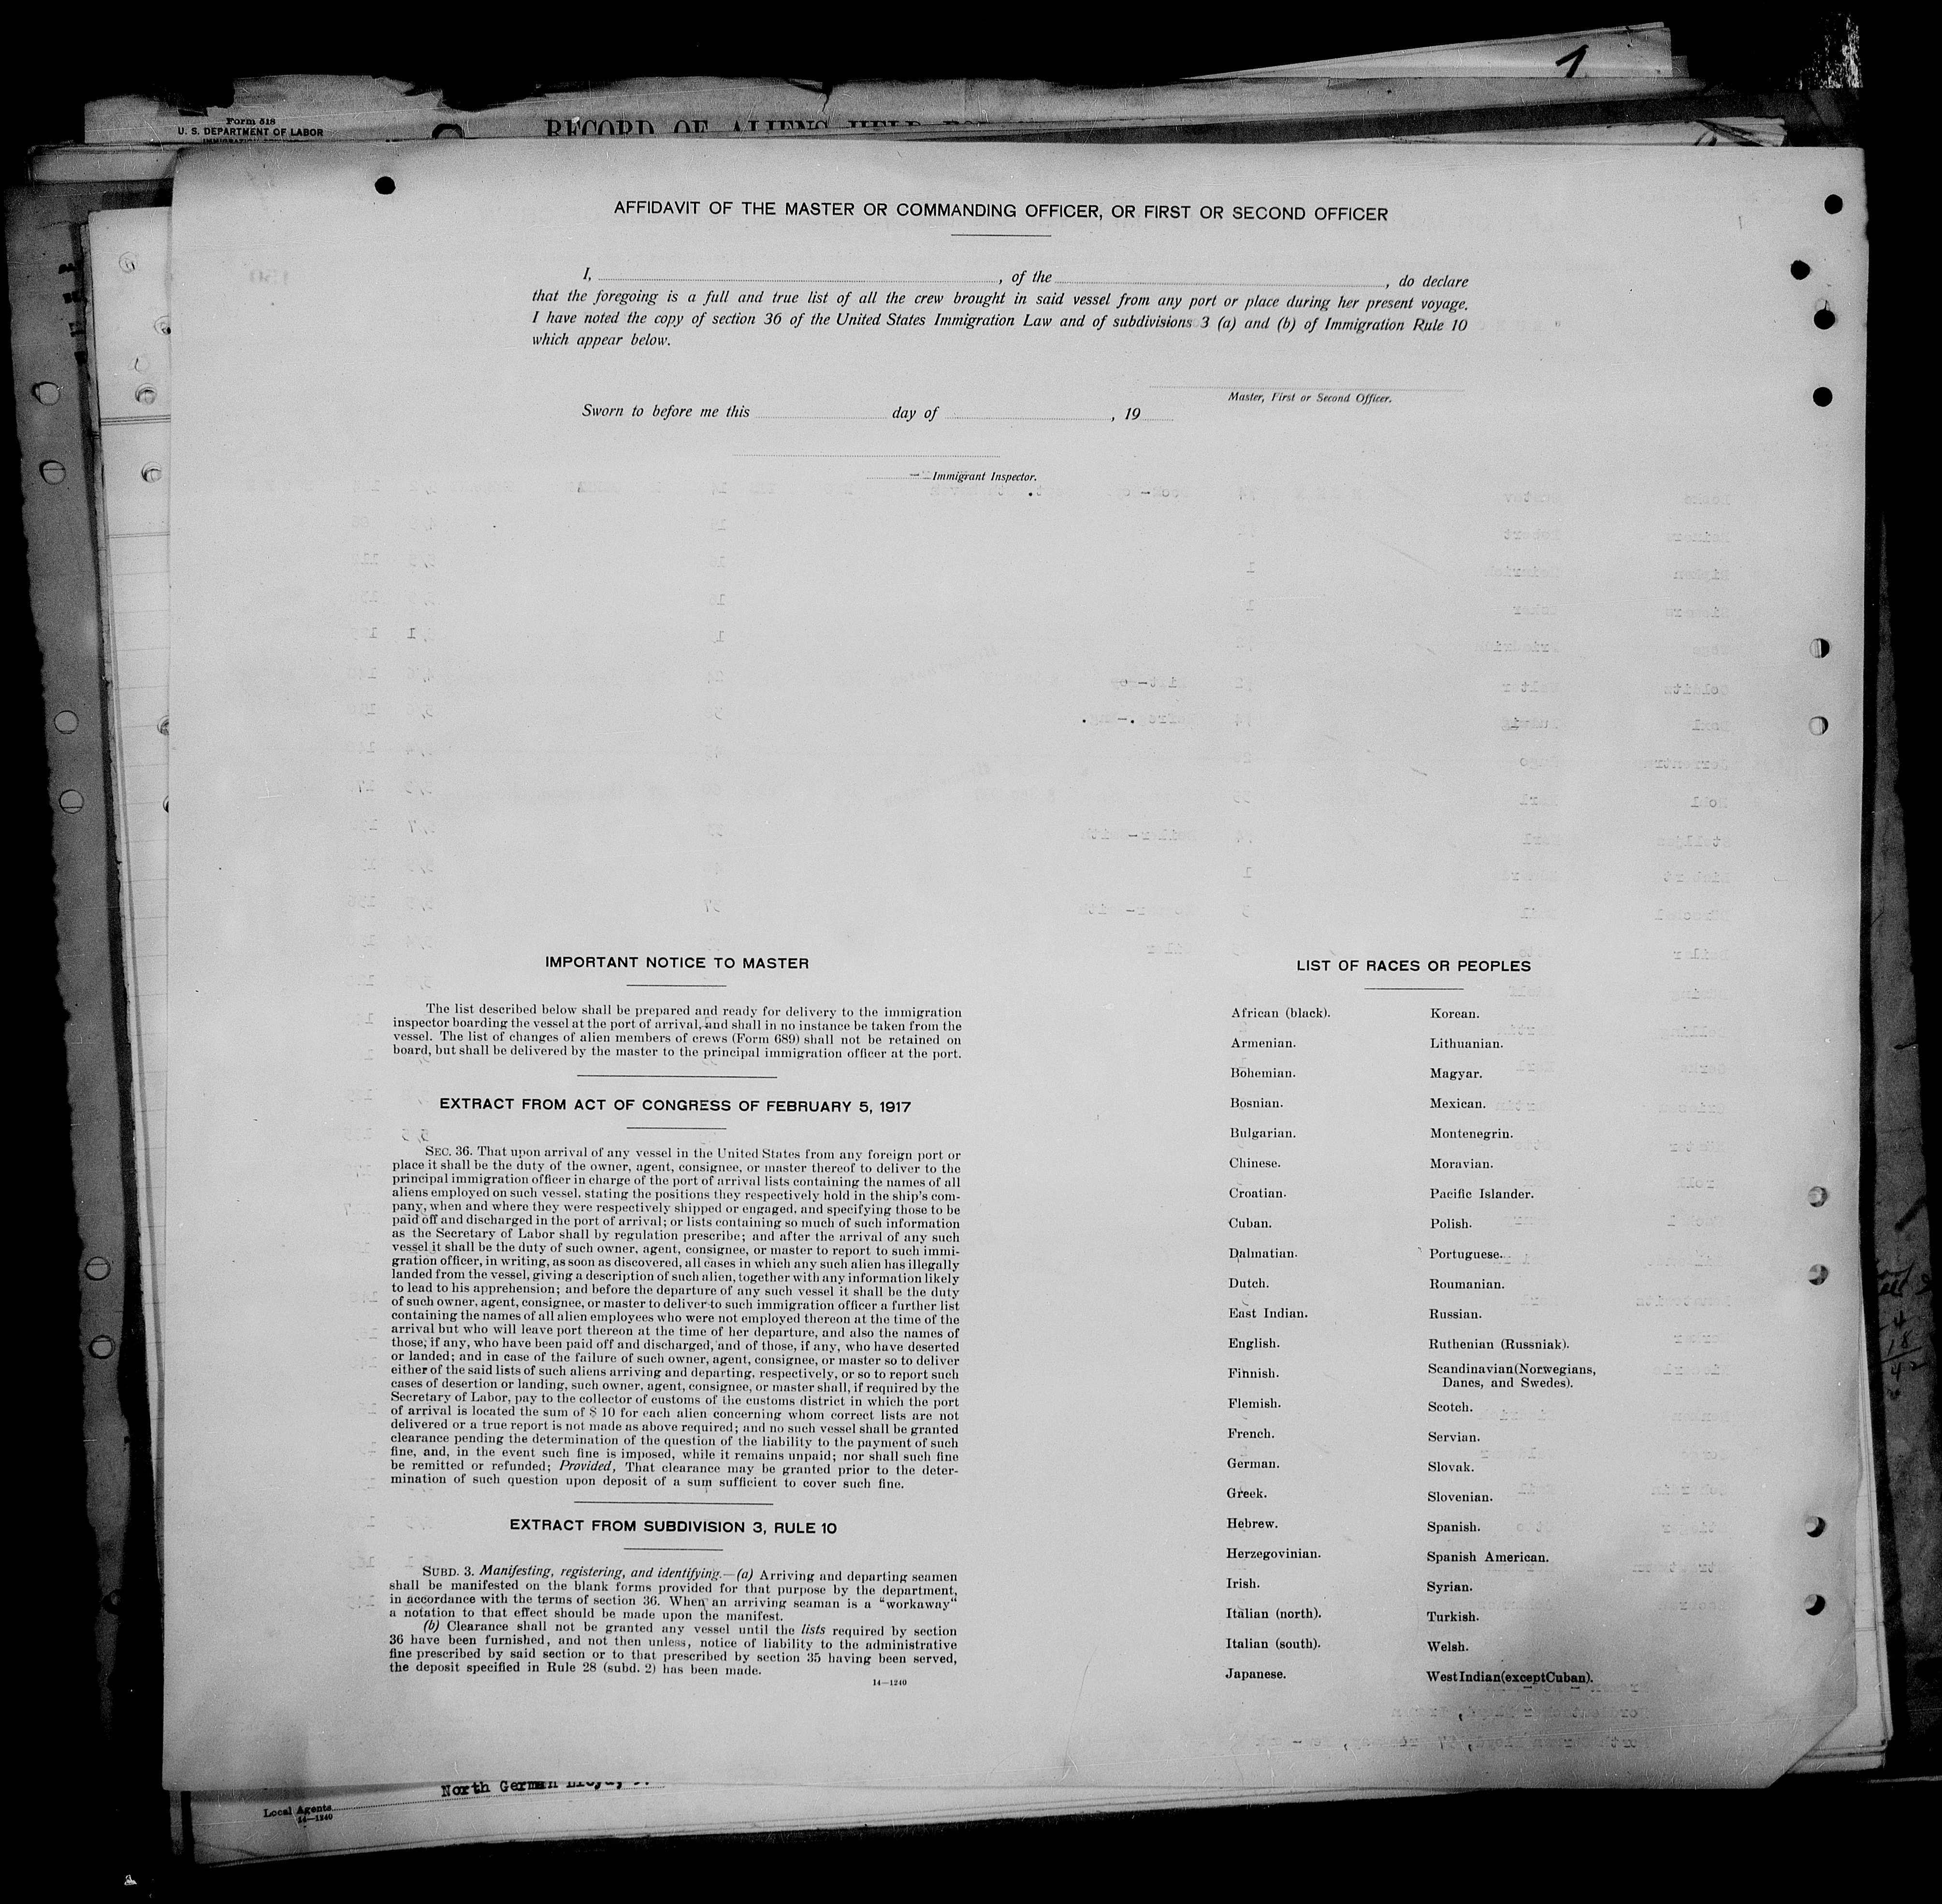 1
Form 518
U. S. DEPARTMENT OF LABOR
RECORD OF ALIENS HELD
AFFIDAVIT OF THE MASTER OR COMMANDING OFFICER, OR FIRST OR SECOND OFFICER
I, , of the , do declare
that the foregoing is a full and true list of all the crew brought in said vessel from any port or place during her present voyage.
I have noted the copy of section 36 of the United States Immigration Law and of subdivisions 3 (a) and (b) of Immigration Rule 10
which appear below.
Master, First or Second Officer.
Sworn to before me this day of , 19
Immigrant Inspector.
IMPORTANT NOTICE TO MASTER
The list described below shall be prepared and ready for delivery to the immigration
inspector boarding the vessel at the port of arrival, and shall in no instance be taken from the
vessel. The list of changes of alien members of crews (Form 689) shall not be retained on
board, but shall be delivered by the master to the principal immigration officer at the port.
EXTRACT FROM ACT OF CONGRESS OF FEBRUARY 5, 1917
SEC. 36. That upon arrival of any vessel in the United States from any foreign port or
place it shall be the duty of the owner, agent, consignee, or master thereof to deliver to the
principal immigration officer in charge of the port of arrival lists containing the names of all
aliens employed on such vessel. stating the positions they respectively hold in the ship's com-
pany, when and where they were respectively shipped or engaged, and specifying those to be
paid off and discharged in the port of arrival; or lists containing so much of such information
as the Secretary of Labor shall by regulation prescribe; and after the arrival of any such
vessel it shall be the duty of such owner, agent, consignee, or master to report to such immi-
gration officer, in writing, as soon as discovered, all cases in which any such alien has illegally
landed from the vessel, giving a description of such alien, together with any information likely
to lead to his apprehension; and before the departure of any such vessel it shall be the duty
of such owner, agent, consignee, or master to deliver to such immigration officer a further list
containing the names of all alien employees who were not employed thereon at the time of the
arrival but who will leave port thereon at the time of her departure, and also the names of
those, if any, who have been paid off and discharged, and of those, if any, who have deserted
or landed; and in case of the failure of such owner, agent, consignee, or master so to deliver
either of the said lists of such aliens arriving and departing, respectively, or so to report such
cases of desertion or landing, such owner, agent, consignee, or master shall, if required by the
Secretary of Labor, pay to the collector of customs of the customs district in which the port
of arrival is located the sum of $ 10 for each alien concerning whom correct lists are not
delivered or a true report is not made as above required; and no such vessel shall be granted
clearance pending the determination of the question of the liability to the payment of such
fine, and, in the event such fine is imposed, while it remains unpaid; nor shall such fine
be remitted or refunded; Provided, That clearance may be granted prior to the deter-
mination of such question upon deposit of a sum sufficient to cover such fine.
EXTRACT FROM SUBDIVISION 3, RULE 10
SUBD. 3. Manifesting, registering, and identifying.—(a) Arriving and departing seamen
shall be manifested on the blank forms provided for that purpose by the department,
in accordance with the terms of section 36. When an arriving seaman is a "workaway"
a notation to that effect should be made upon the manifest.
(b) Clearance shall not be granted any vessel until the lists required by section
36 have been furnished, and not then unless, notice of liability to the administrative
fine prescribed by said section or to that prescribed by section 35 having been served,
the deposit specified in Rule 28 (subd. 2) has been made.
14—1240
LIST OF RACES OR PEOPLES
African (black).
Armenian.
Bohemian.
Bosnian.
Bulgarian.
Chinese.
Croatian.
Cuban.
Dalmatian.
Dutch.
East Indian.
English.
Finnish.
Flemish.
French.
German.
Greek.
Hebrew.
Herzegovinian.
Irish.
Italian (north).
Italian (south).
Japanese.
Korean.
Lithuanian.
Magyar.
Mexican.
Montenegrin.
Moravian.
Pacific Islander.
Polish.
Portuguese.
Roumanian.
Russian.
Ruthenian (Russniak).
Scandinavian (Norwegians,
Danes, and Swedes).
Scotch.
Servian.
Slovak.
Slovenian.
Spanish.
Spanish American.
Syrian.
Turkish.
Welsh.
West Indian (except Cuban).
North German
Local Agents
14—1240